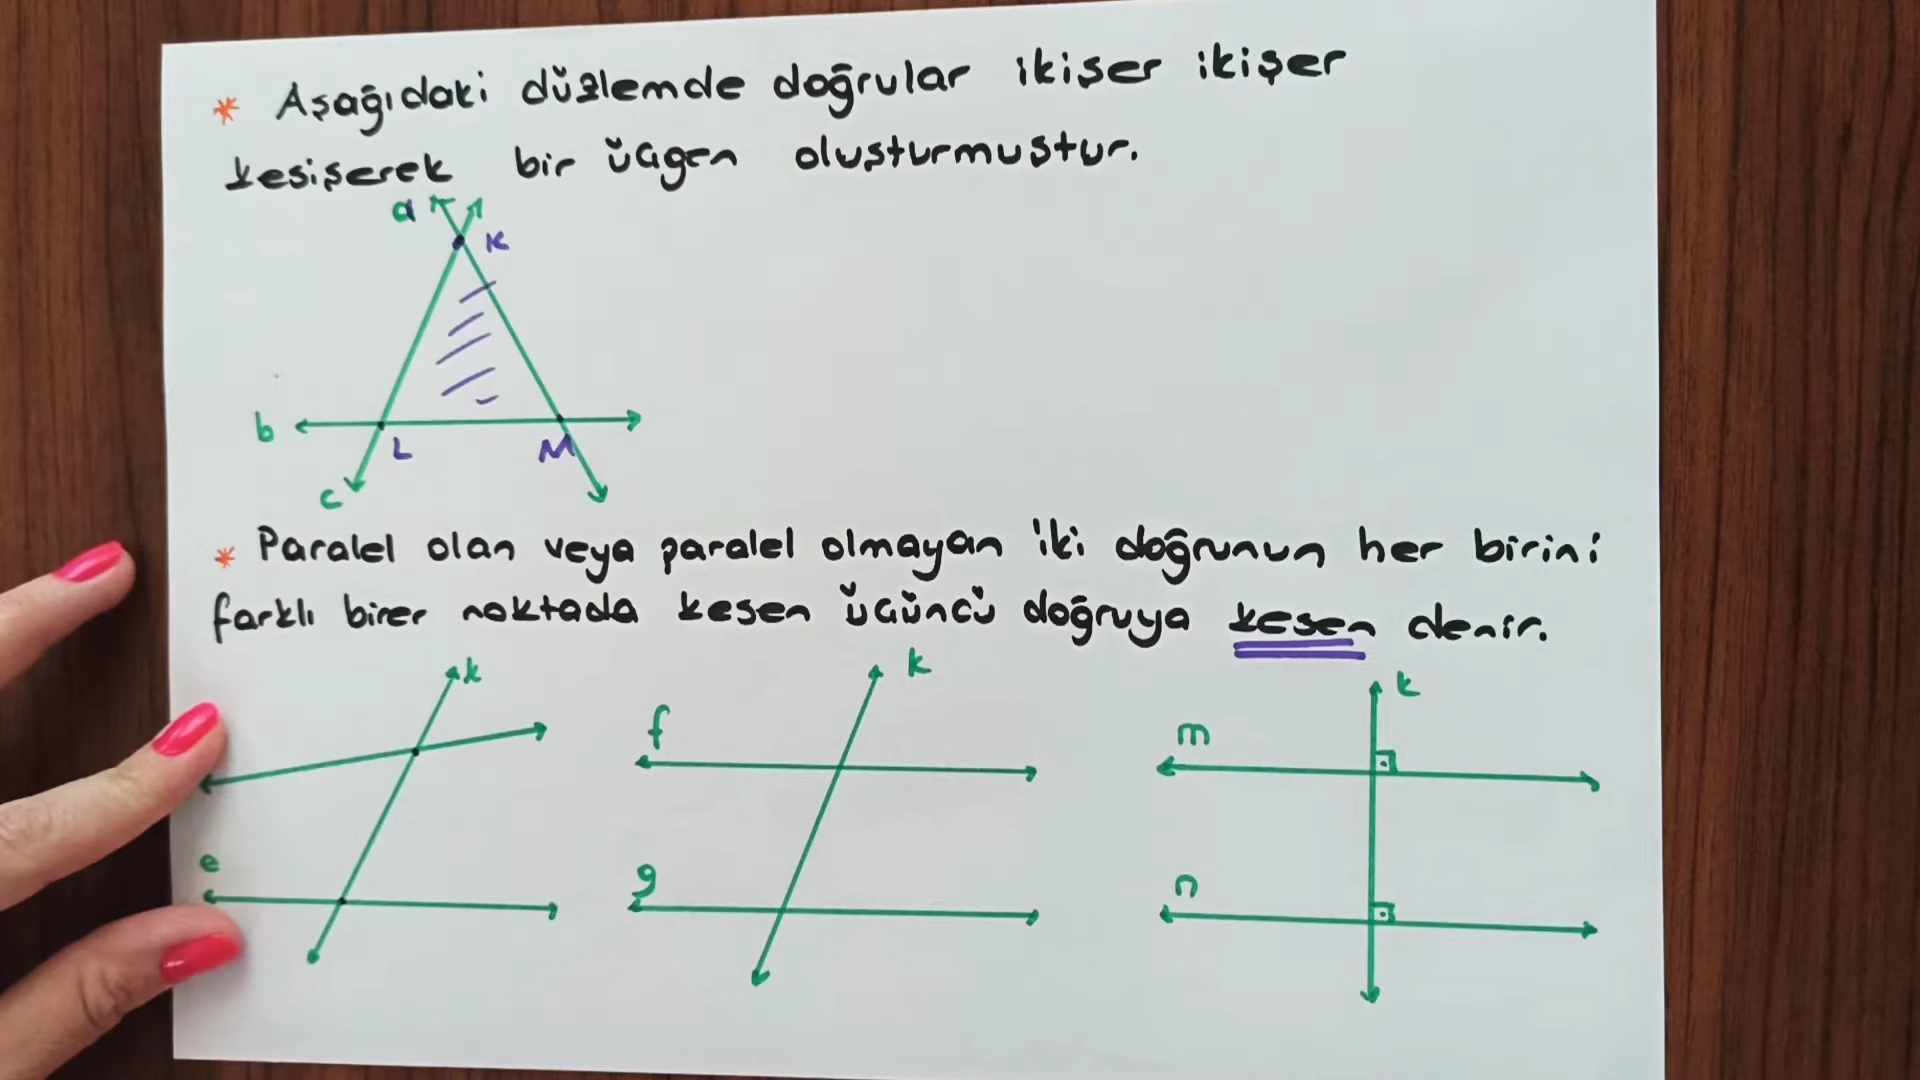 * Aşağıdaki düzlemde doğrular ikişer ikişer
kesişerek bir üçgen oluşturmuştur.
a
K
b
L
M
c
* Paralel olan veya paralel olmayan iki doğrunun her birini
farklı birer noktada kesen üçüncü doğruya kesen denir.
k
k
k
f
m
e
g
n